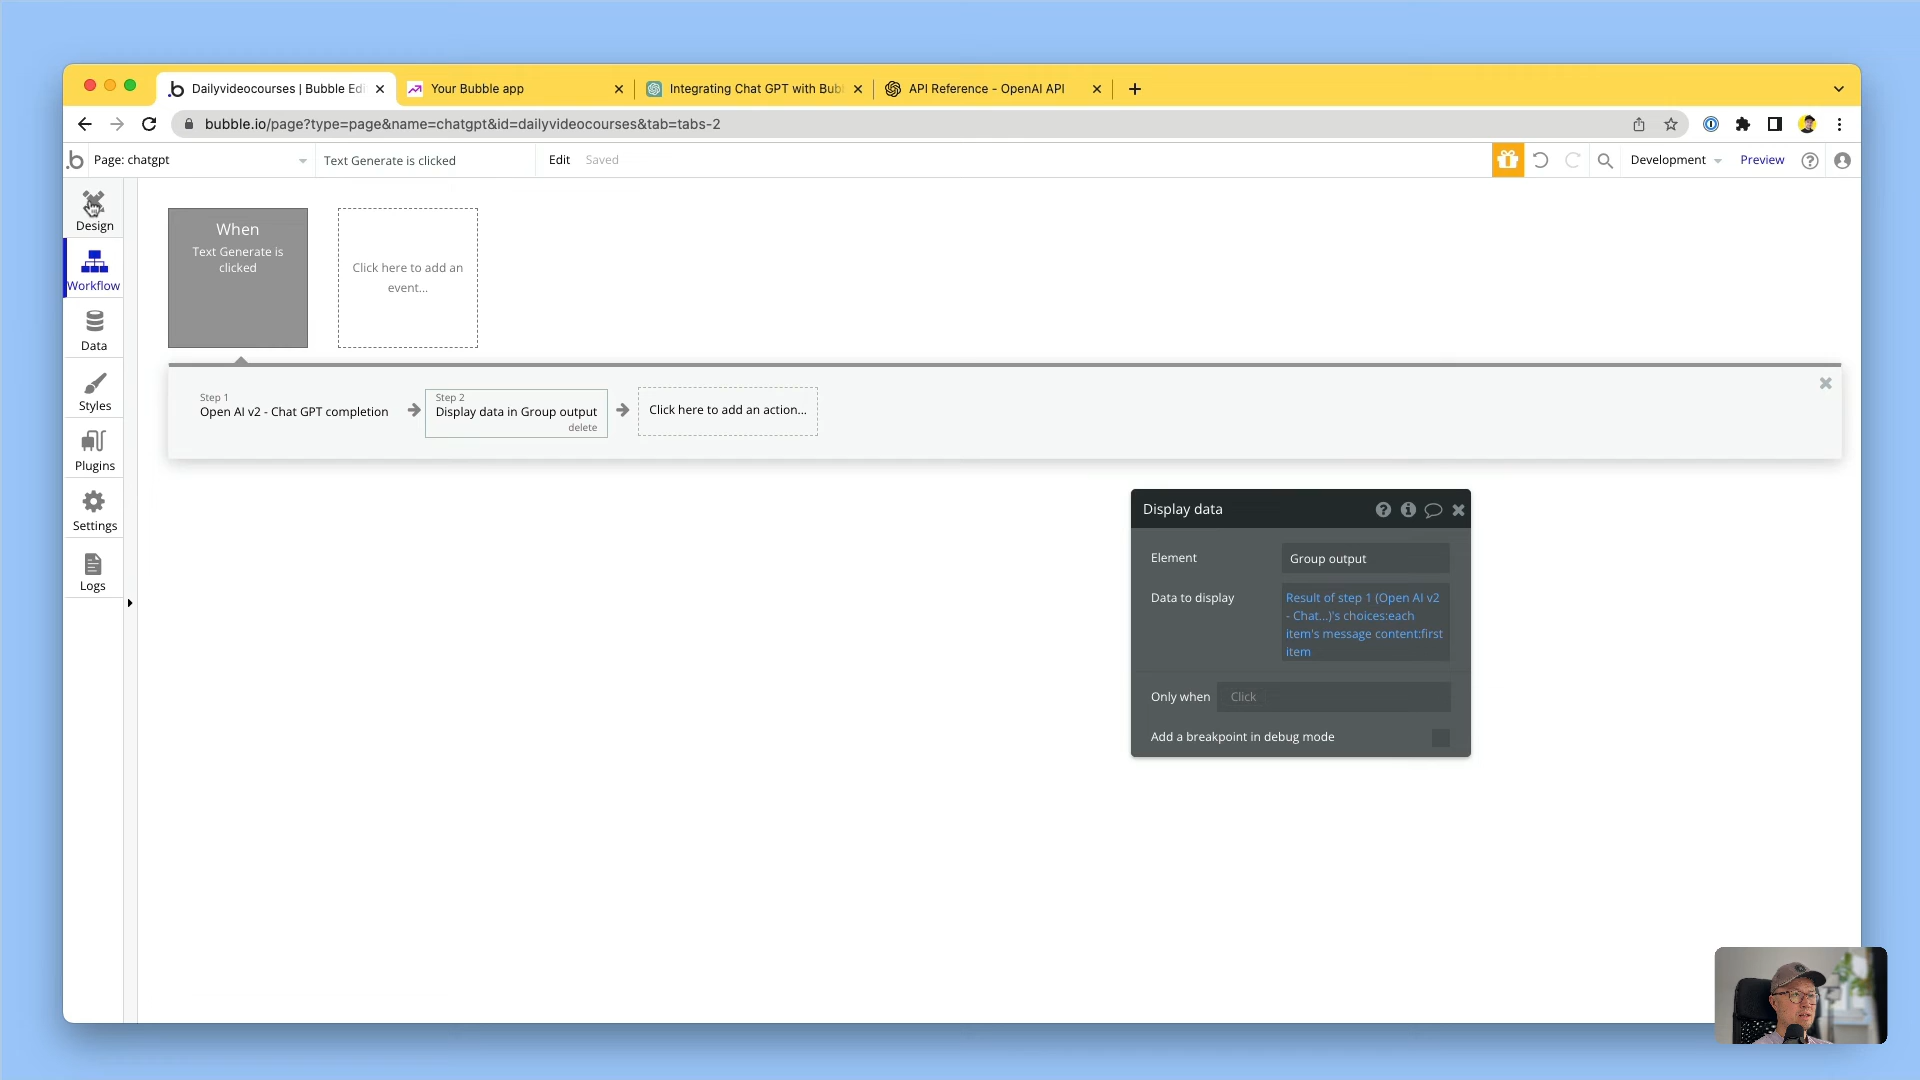 Dailyvideocourses | Bubble Edi
Your Bubble app
Integrating Chat GPT with Bub
API Reference - OpenAI API
bubble.io/page?type=page&name=chatgpt&id=dailyvideocourses&tab=tabs-2
Page: chatgpt
Text Generate is clicked
Edit
Saved
Development
Preview
Design
Workflow
Data
Styles
Plugins
Settings
Logs
When
Text Generate is
clicked
Click here to add an
event...
Step 1
Open AI v2 - Chat GPT completion
Step 2
Display data in Group output
delete
Click here to add an action...
Display data
Element
Group output
Data to display
Result of step 1 (Open AI v2
- Chat...)'s choices:each
item's message content:first
item
Only when
Click
Add a breakpoint in debug mode